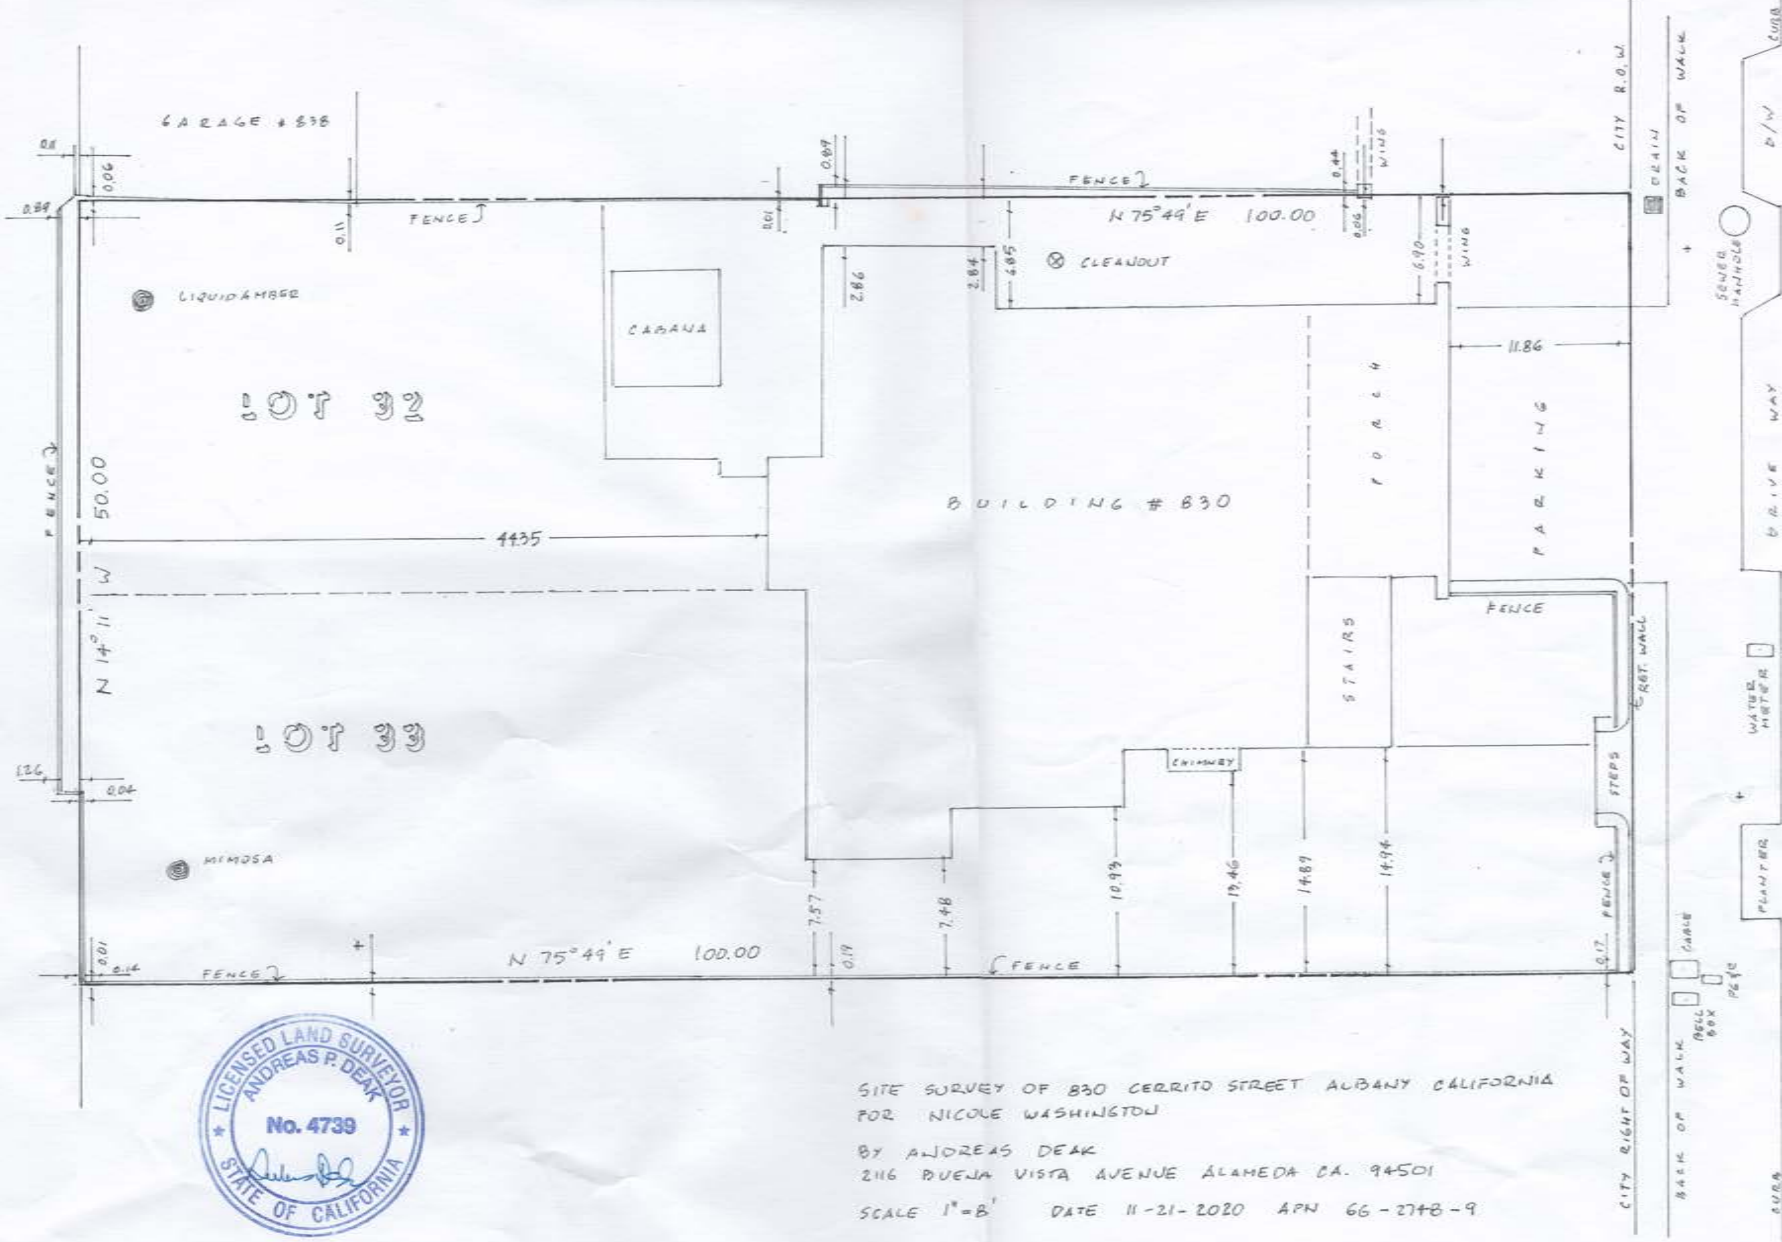 GARAGE # 838
0.11
0.06
0.89
0.11
FENCE
0.01
0.89
FENCE
0.44
WING
N 75°49' E 100.00
0.06
6.90
WING
CITY R.O.W.
DRAIN
BACK OF WALK
D/W
CURB
SEWER
MANHOLE
LIQUIDAMBER
CABANA
2.86
2.84
6.85
CLEANOUT
11.86
LOT 32
PORCH
PARKING
DRIVE WAY
FENCE
50.00
N 14° 11' W
44.35
BUILDING # 830
STAIRS
FENCE
RET. WALL
WATER
METER
LOT 33
1.26
0.04
CHIMNEY
STEPS
MIMOSA
7.57
7.48
10.93
13.46
14.89
14.94
FENCE
PLANTER
0.01
0.14
FENCE
N 75°49' E 100.00
0.19
FENCE
0.17
CABLE
PG&E
BELL
BOX
CITY RIGHT OF WAY
BACK OF WALK
CURB
LICENSED LAND SURVEYOR
ANDREAS P. DEAK
No. 4739
STATE OF CALIFORNIA
SITE SURVEY OF 830 CERRITO STREET ALBANY CALIFORNIA
FOR NICOLE WASHINGTON
BY ANDREAS DEAK
2116 BUENA VISTA AVENUE ALAMEDA CA. 94501
SCALE 1"=8' DATE 11-21-2020 APN 66-2748-9